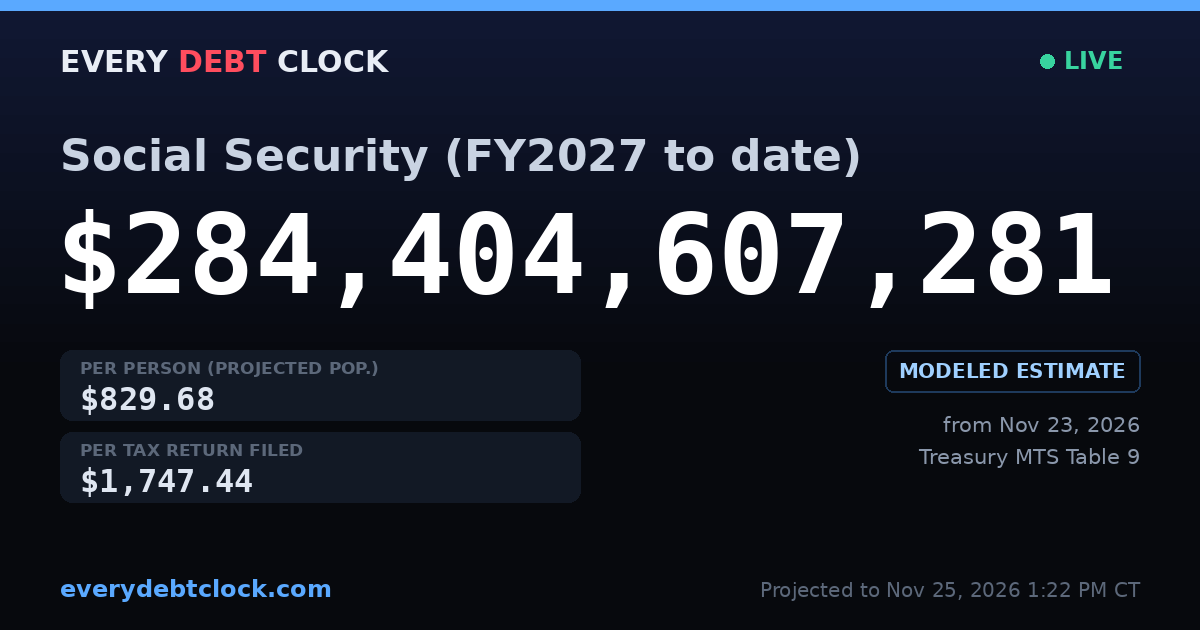 EVERY DEBT CLOCK
LIVE
Social Security (FY2027 to date)
$284,404,607,281
PER PERSON (PROJECTED POP.)
$829.68
PER TAX RETURN FILED
$1,747.44
MODELED ESTIMATE
from Nov 23, 2026
Treasury MTS Table 9
everydebtclock.com
Projected to Nov 25, 2026 1:22 PM CT